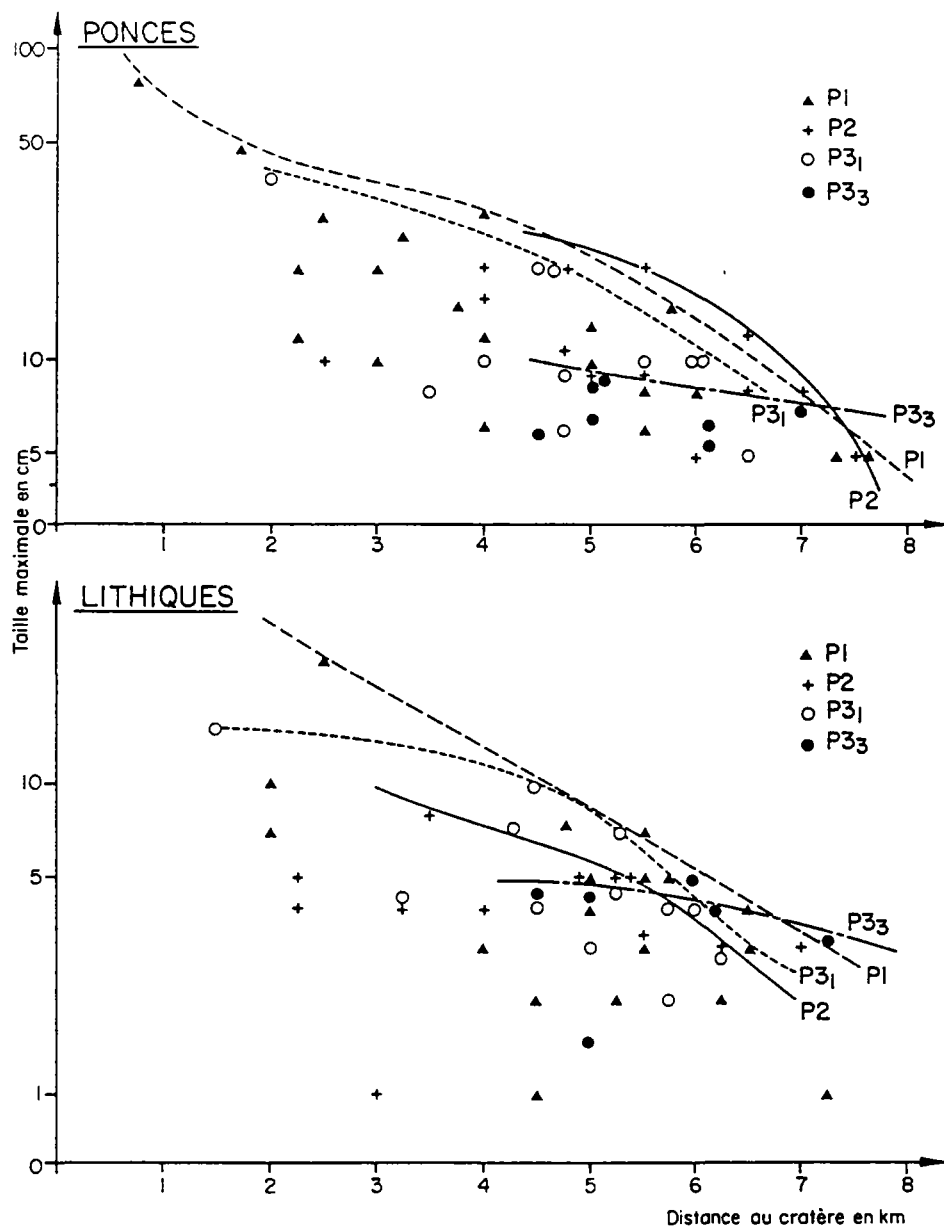 PONCES
100
50
10
5
0
1 2 3 4 5 6 7 8
P1
P2
P3₁
P3₃
P3₁
P3₃
P1
P2
Taille maximale en cm
LITHIQUES
10
5
1
0
1 2 3 4 5 6 7 8
P1
P2
P3₁
P3₃
P3₃
P1
P3₁
P2
Distance au cratère en km